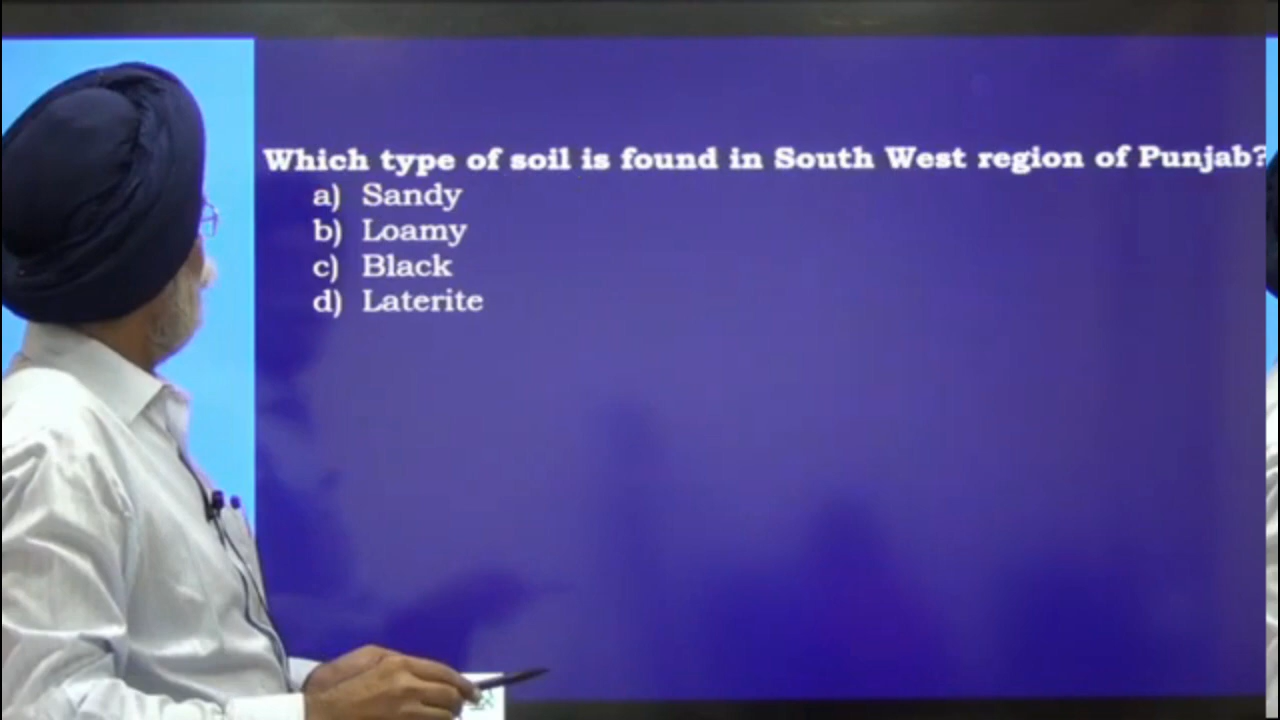 Which type of soil is found in South West region of Punjab?
a) Sandy
b) Loamy
c) Black
d) Laterite